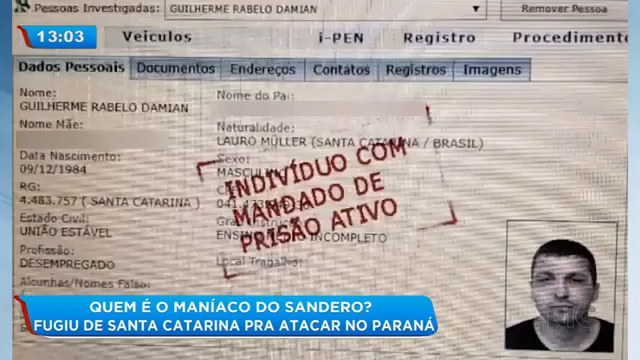 Pessoas Investigadas: GUILHERME RABELO DAMIAN Remover Pessoa
13:03 Veículos i-PEN Registro Procedimento
Dados Pessoais Documentos Endereços Contatos Registros Imagens
Nome: Nome do Pai:
GUILHERME RABELO DAMIAN
Nome Mãe: Naturalidade:
LAURO MÜLLER (SANTA CATARINA / BRASIL)
Data Nascimento: Sexo:
09/12/1984 MASCULIN
RG:
4.483.757 ( SANTA CATARINA )
INDIVÍDUO COM
MANDADO DE
PRISÃO ATIVO
Estado Civil:
UNIÃO ESTÁVEL INCOMPLETO
Profissão: Local Trabalho:
DESEMPREGADO
Alcunhas/Nomes Falso:
QUEM É O MANÍACO DO SANDERO?
FUGIU DE SANTA CATARINA PRA ATACAR NO PARANÁ